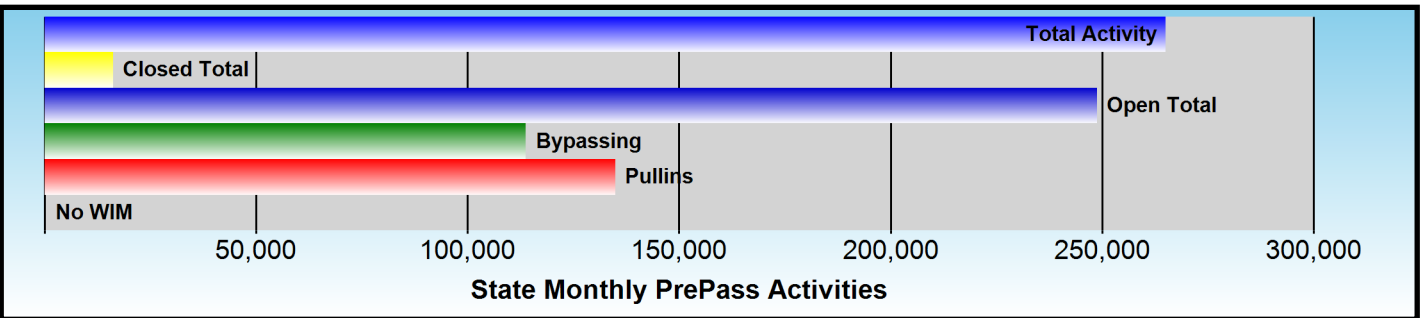 Total Activity
Closed Total
Open Total
Bypassing
Pullins
No WIM
50,000 100,000 150,000 200,000 250,000 300,000
State Monthly PrePass Activities